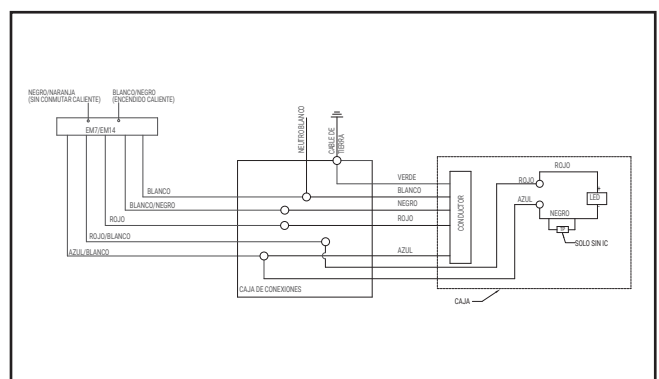 NEGRO/NARANJA
(SIN CONMUTAR CALIENTE)
BLANCO/NEGRO
(ENCENDIDO CALIENTE)
EM7/EM14
NEUTRO BLANCO
CABLE DE
TIERRA
BLANCO
BLANCO/NEGRO
ROJO
ROJO/BLANCO
AZUL/BLANCO
CAJA DE CONEXIONES
VERDE
BLANCO
NEGRO
ROJO
AZUL
CONDUCTOR
ROJO
ROJO
AZUL
+
LED
-
NEGRO
SOLO SIN IC
CAJA